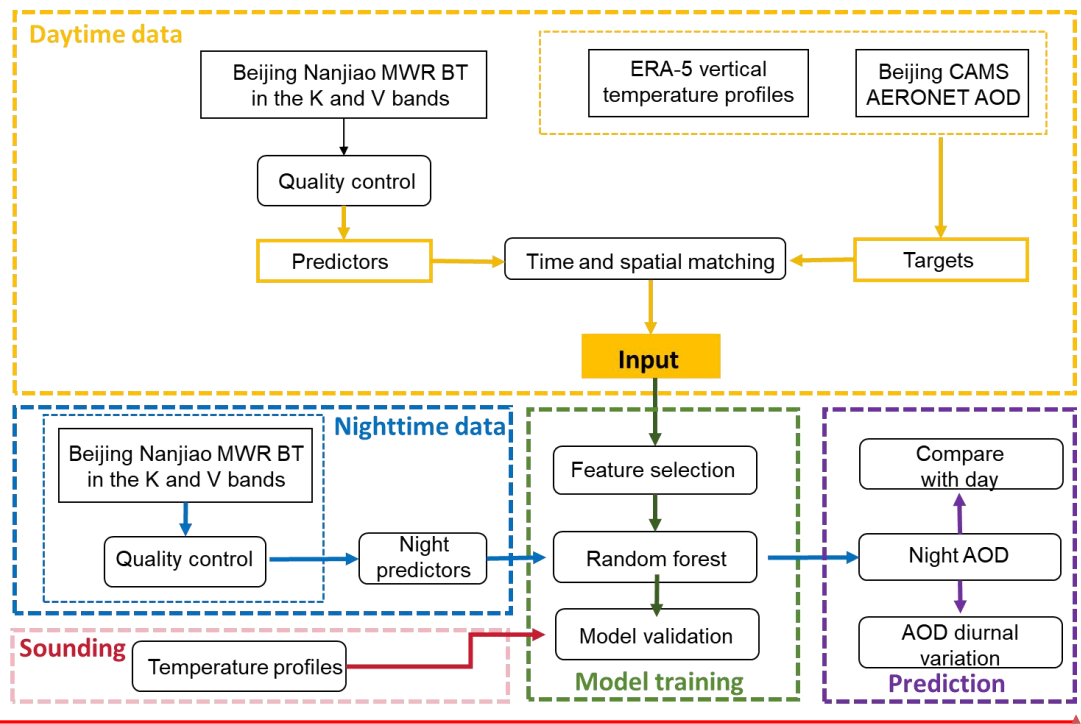 Daytime data
Beijing Nanjiao MWR BT
in the K and V bands
ERA-5 vertical
temperature profiles
Beijing CAMS
AERONET AOD
Quality control
Predictors
Time and spatial matching
Targets
Input
Nighttime data
Beijing Nanjiao MWR BT
in the K and V bands
Quality control
Night
predictors
Feature selection
Random forest
Model validation
Model training
Compare
with day
Night AOD
AOD diurnal
variation
Prediction
Sounding
Temperature profiles